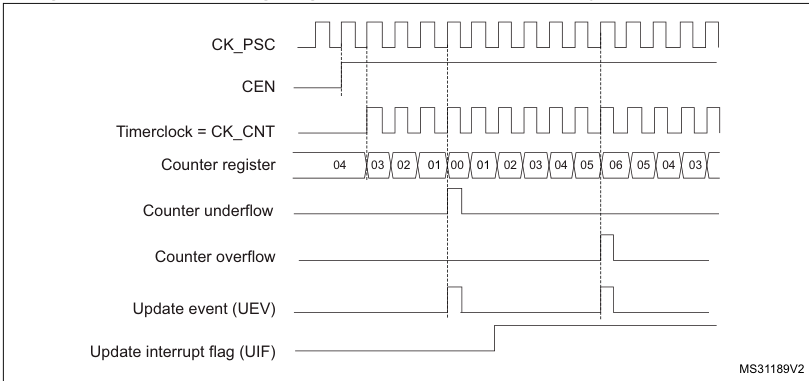 CK_PSC
CEN
Timerclock = CK_CNT
Counter register 04 03 02 01 00 01 02 03 04 05 06 05 04 03
Counter underflow
Counter overflow
Update event (UEV)
Update interrupt flag (UIF)
MS31189V2